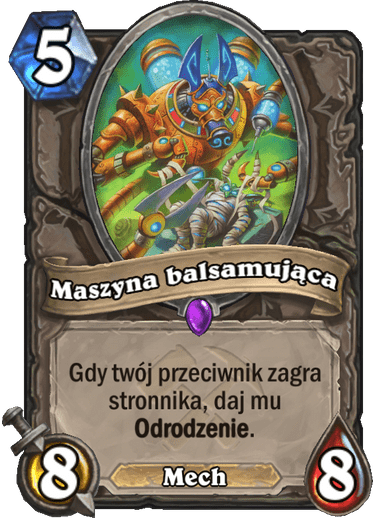 5
Maszyna balsamująca
Gdy twój przeciwnik zagra
stronnika, daj mu
Odrodzenie.
8
Mech
8